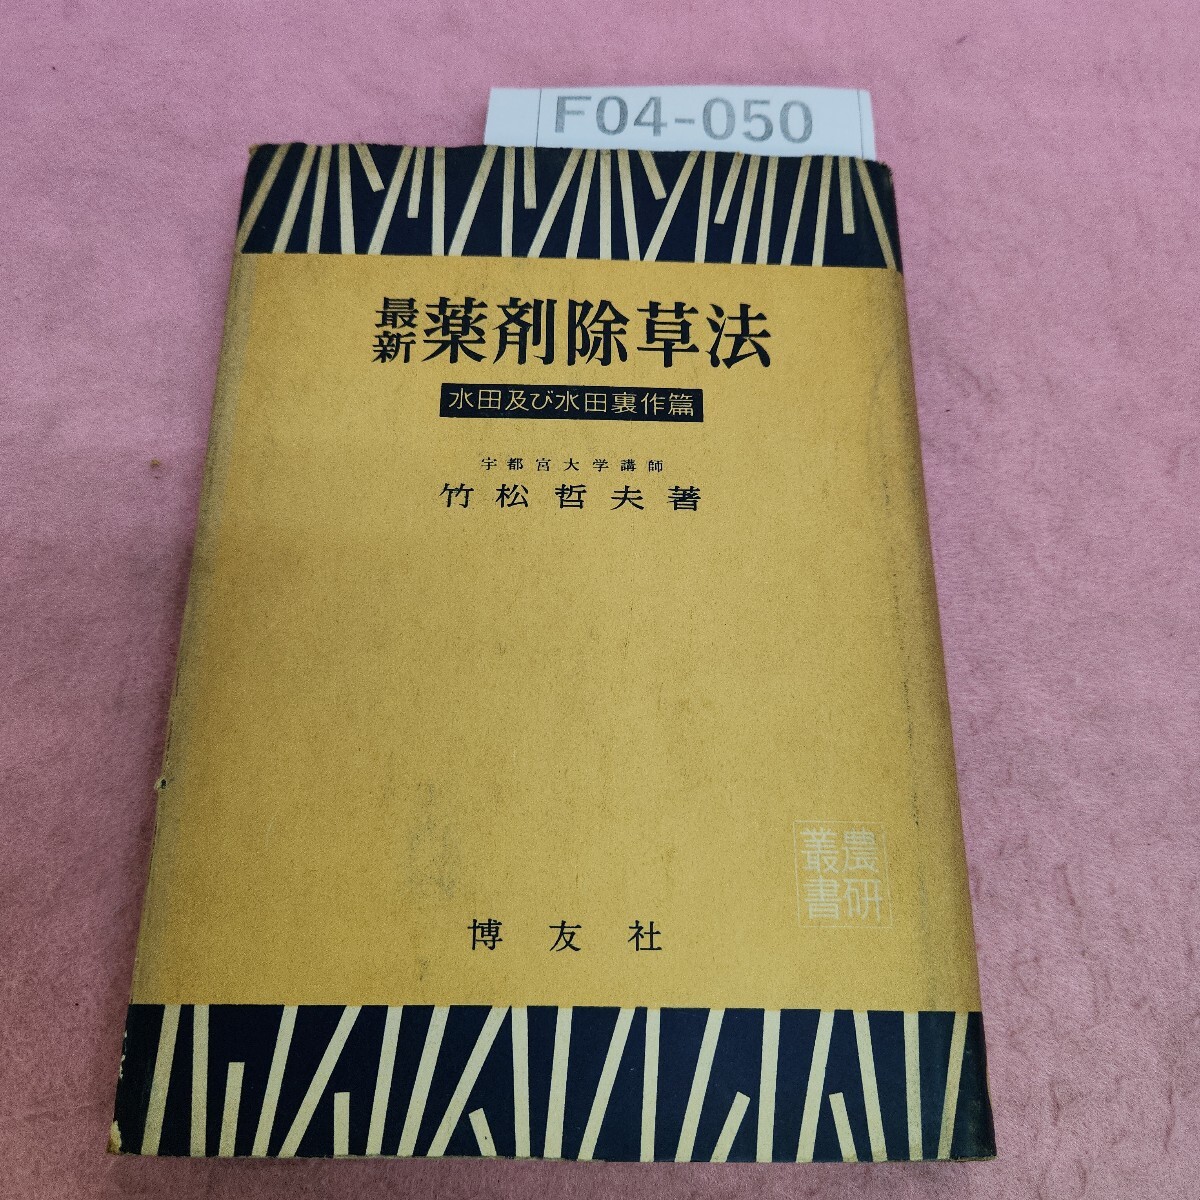 F04-050
最新 薬剤除草法
水田及び水田裏作篇
宇都宮大学講師
竹松哲夫著
農研
叢書
博友社